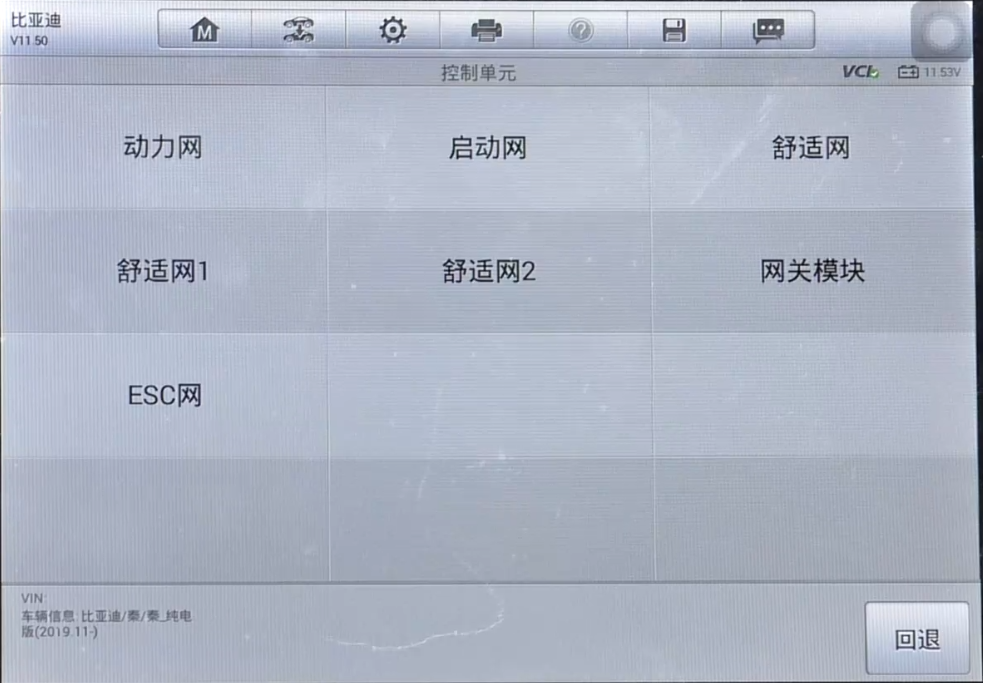 比亚迪
V11.50
M
控制单元
VCI
11.53V
动力网
启动网
舒适网
舒适网1
舒适网2
网关模块
ESC网
VIN:
车辆信息:比亚迪/秦/秦_纯电
版(2019.11-)
回退